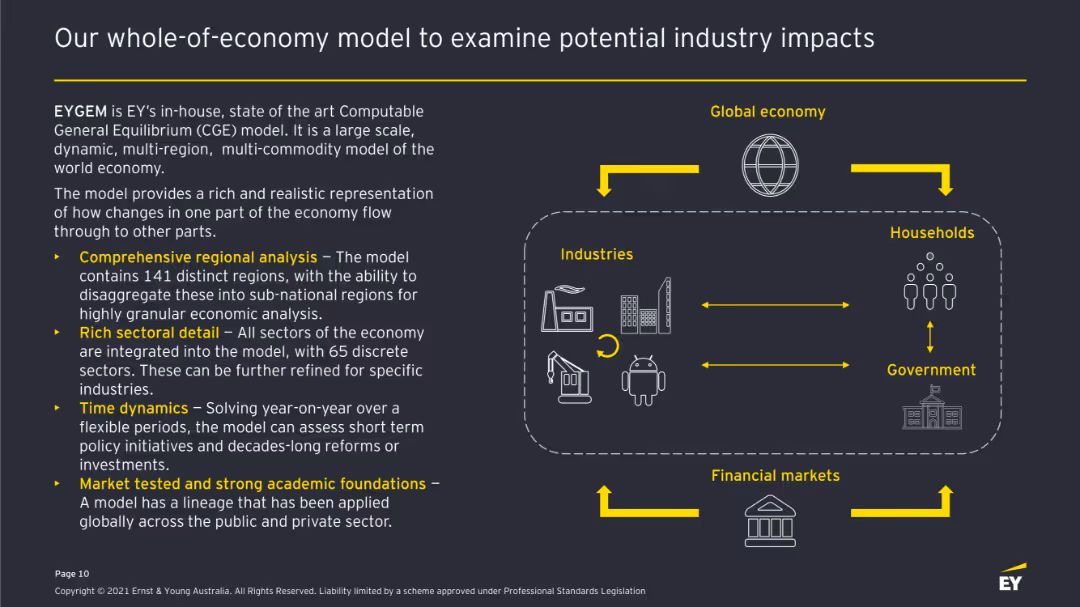 Our whole-of-economy model to examine potential industry impacts
EYGEM is EY's in-house, state of the art Computable
General Equilibrium (CGE) model. It is a large scale,
dynamic, multi-region, multi-commodity model of the
world economy.
The model provides a rich and realistic representation
of how changes in one part of the economy flow
through to other parts.
‣ Comprehensive regional analysis – The model
contains 141 distinct regions, with the ability to
disaggregate these into sub-national regions for
highly granular economic analysis.
‣ Rich sectoral detail – All sectors of the economy
are integrated into the model, with 65 discrete
sectors. These can be further refined for specific
industries.
‣ Time dynamics – Solving year-on-year over a
flexible periods, the model can assess short term
policy initiatives and decades-long reforms or
investments.
‣ Market tested and strong academic foundations –
A model has a lineage that has been applied
globally across the public and private sector.
Global economy
Households
Industries
Government
Financial markets
Page 10
Copyright © 2021 Ernst & Young Australia. All Rights Reserved. Liability limited by a scheme approved under Professional Standards Legislation
EY